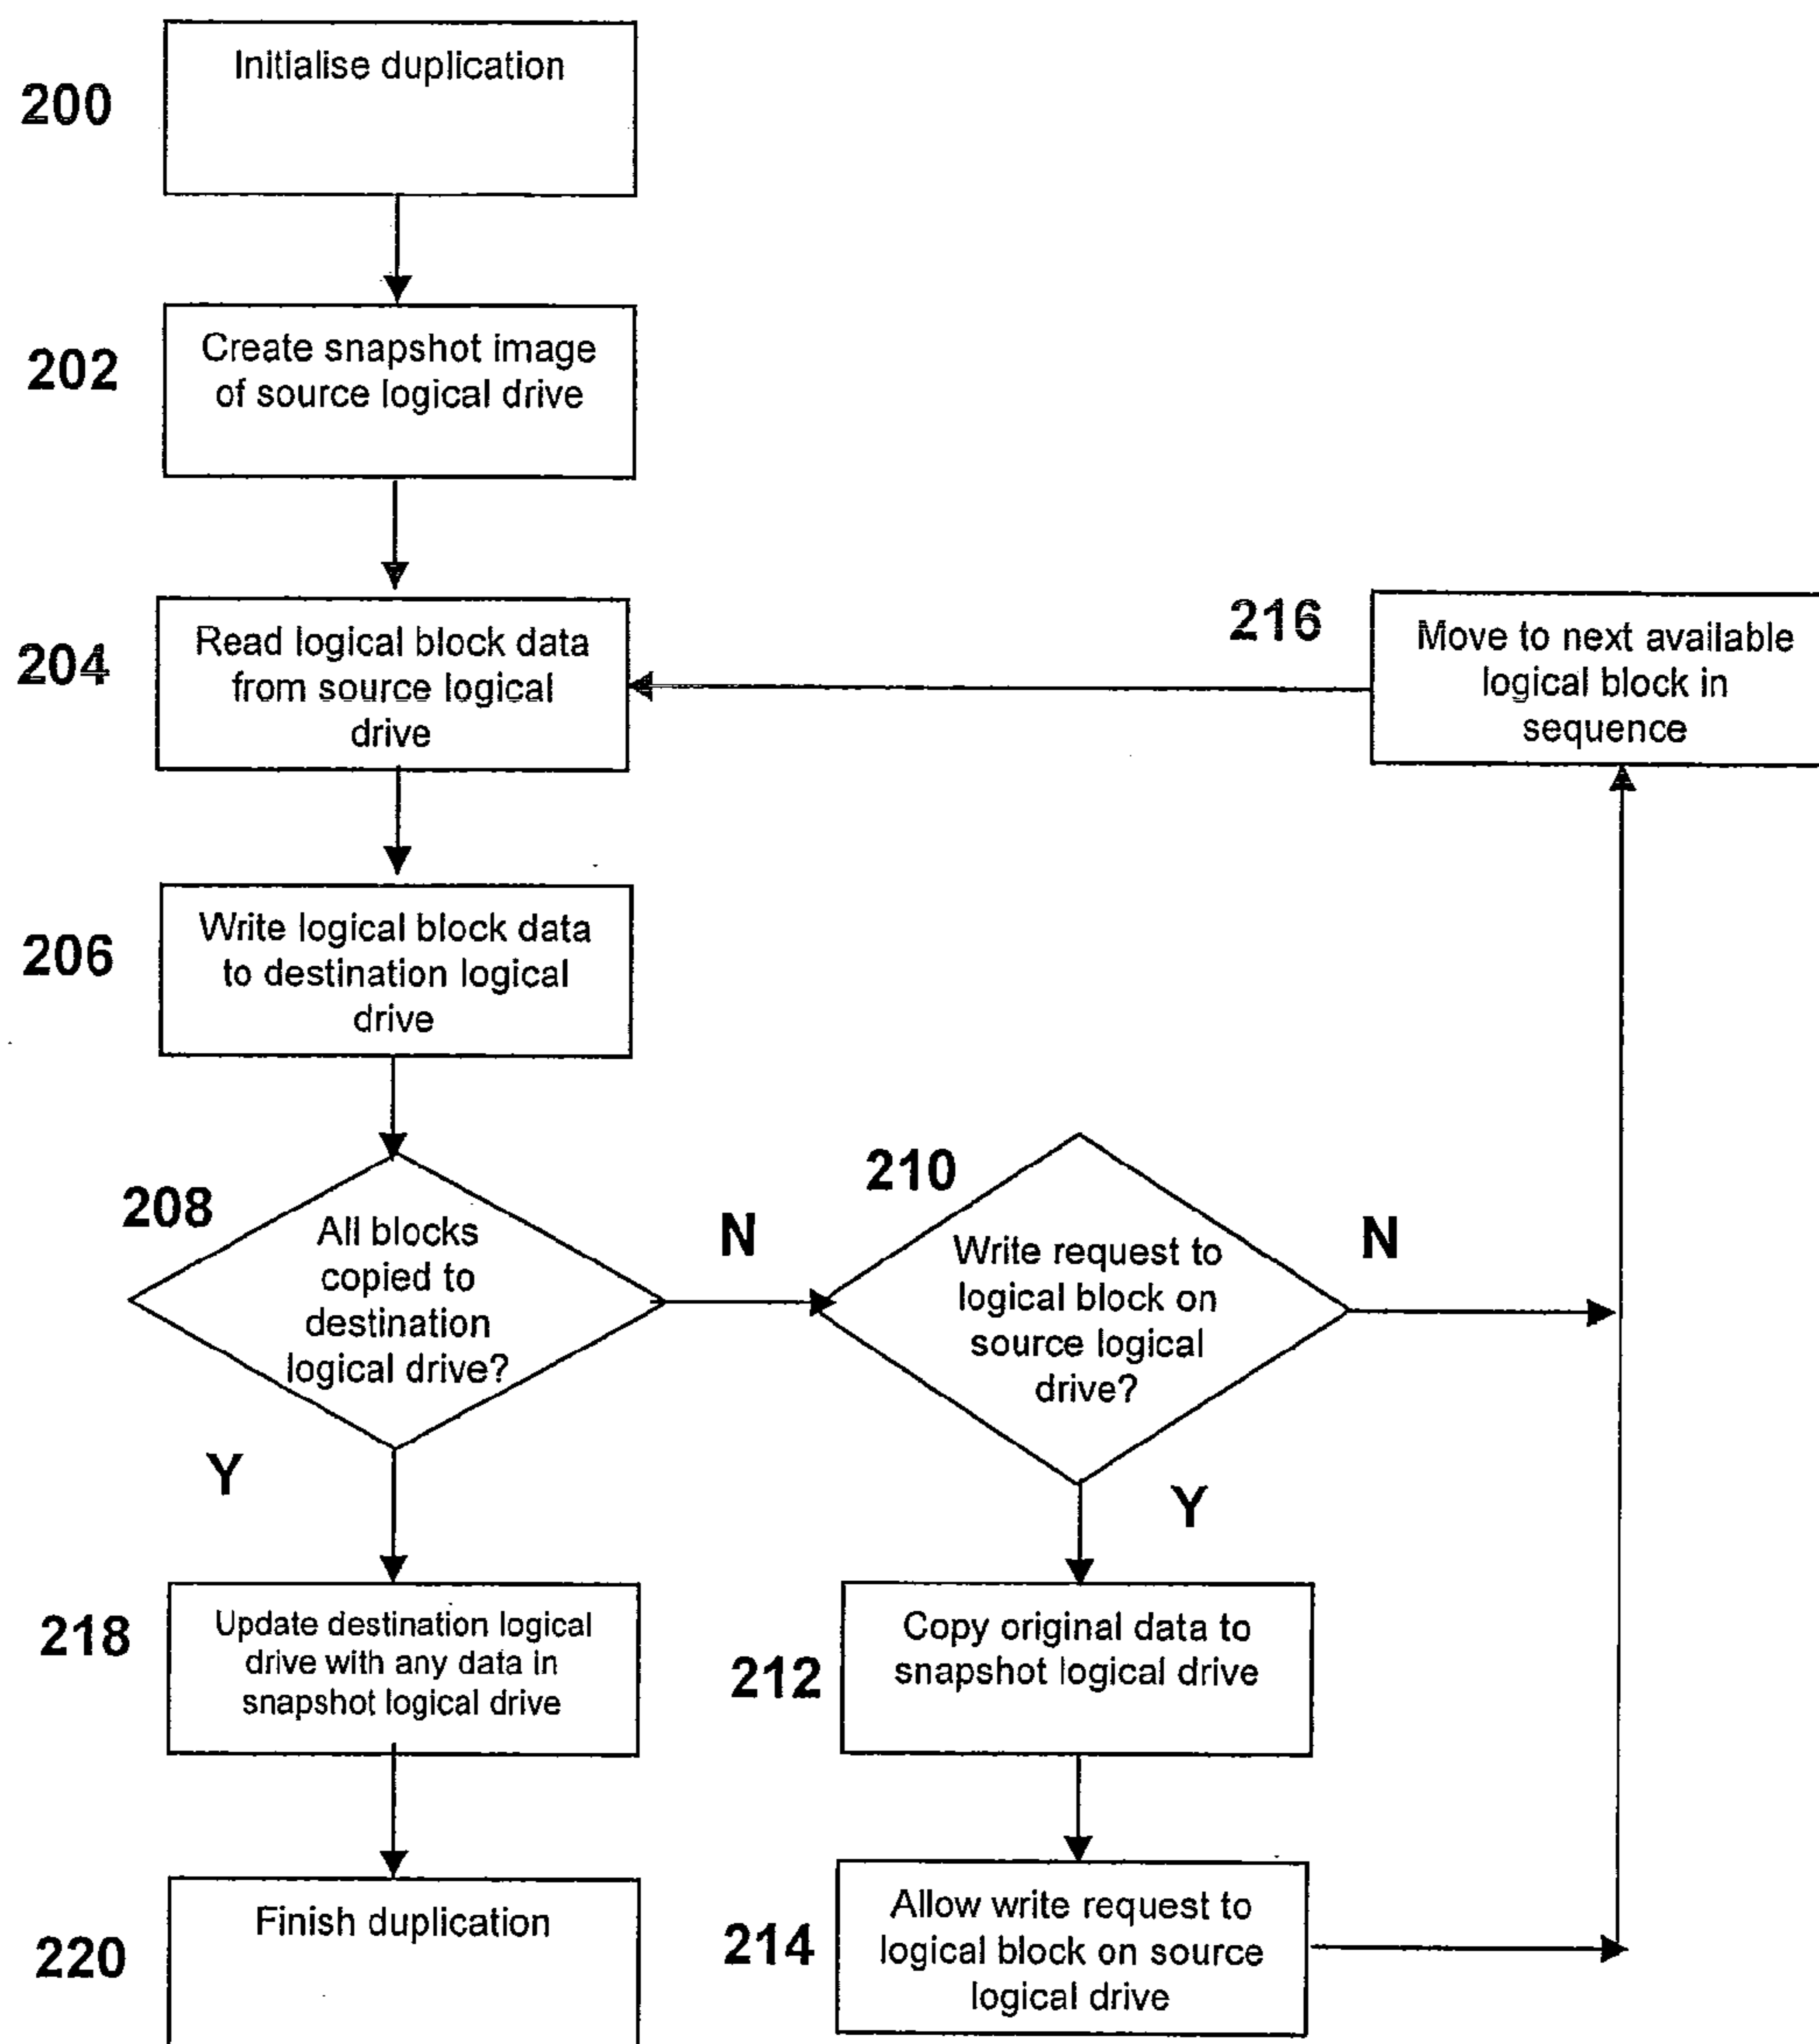 200
Initialise duplication
202
Create snapshot image
of source logical drive
204
Read logical block data
from source logical
drive
216
Move to next available
logical block in
sequence
206
Write logical block data
to destination logical
drive
208
All blocks
copied to
destination
logical drive?
N
210
Write request to
logical block on
source logical
drive?
N
Y
Y
218
Update destination logical
drive with any data in
snapshot logical drive
212
Copy original data to
snapshot logical drive
220
Finish duplication
214
Allow write request to
logical block on source
logical drive